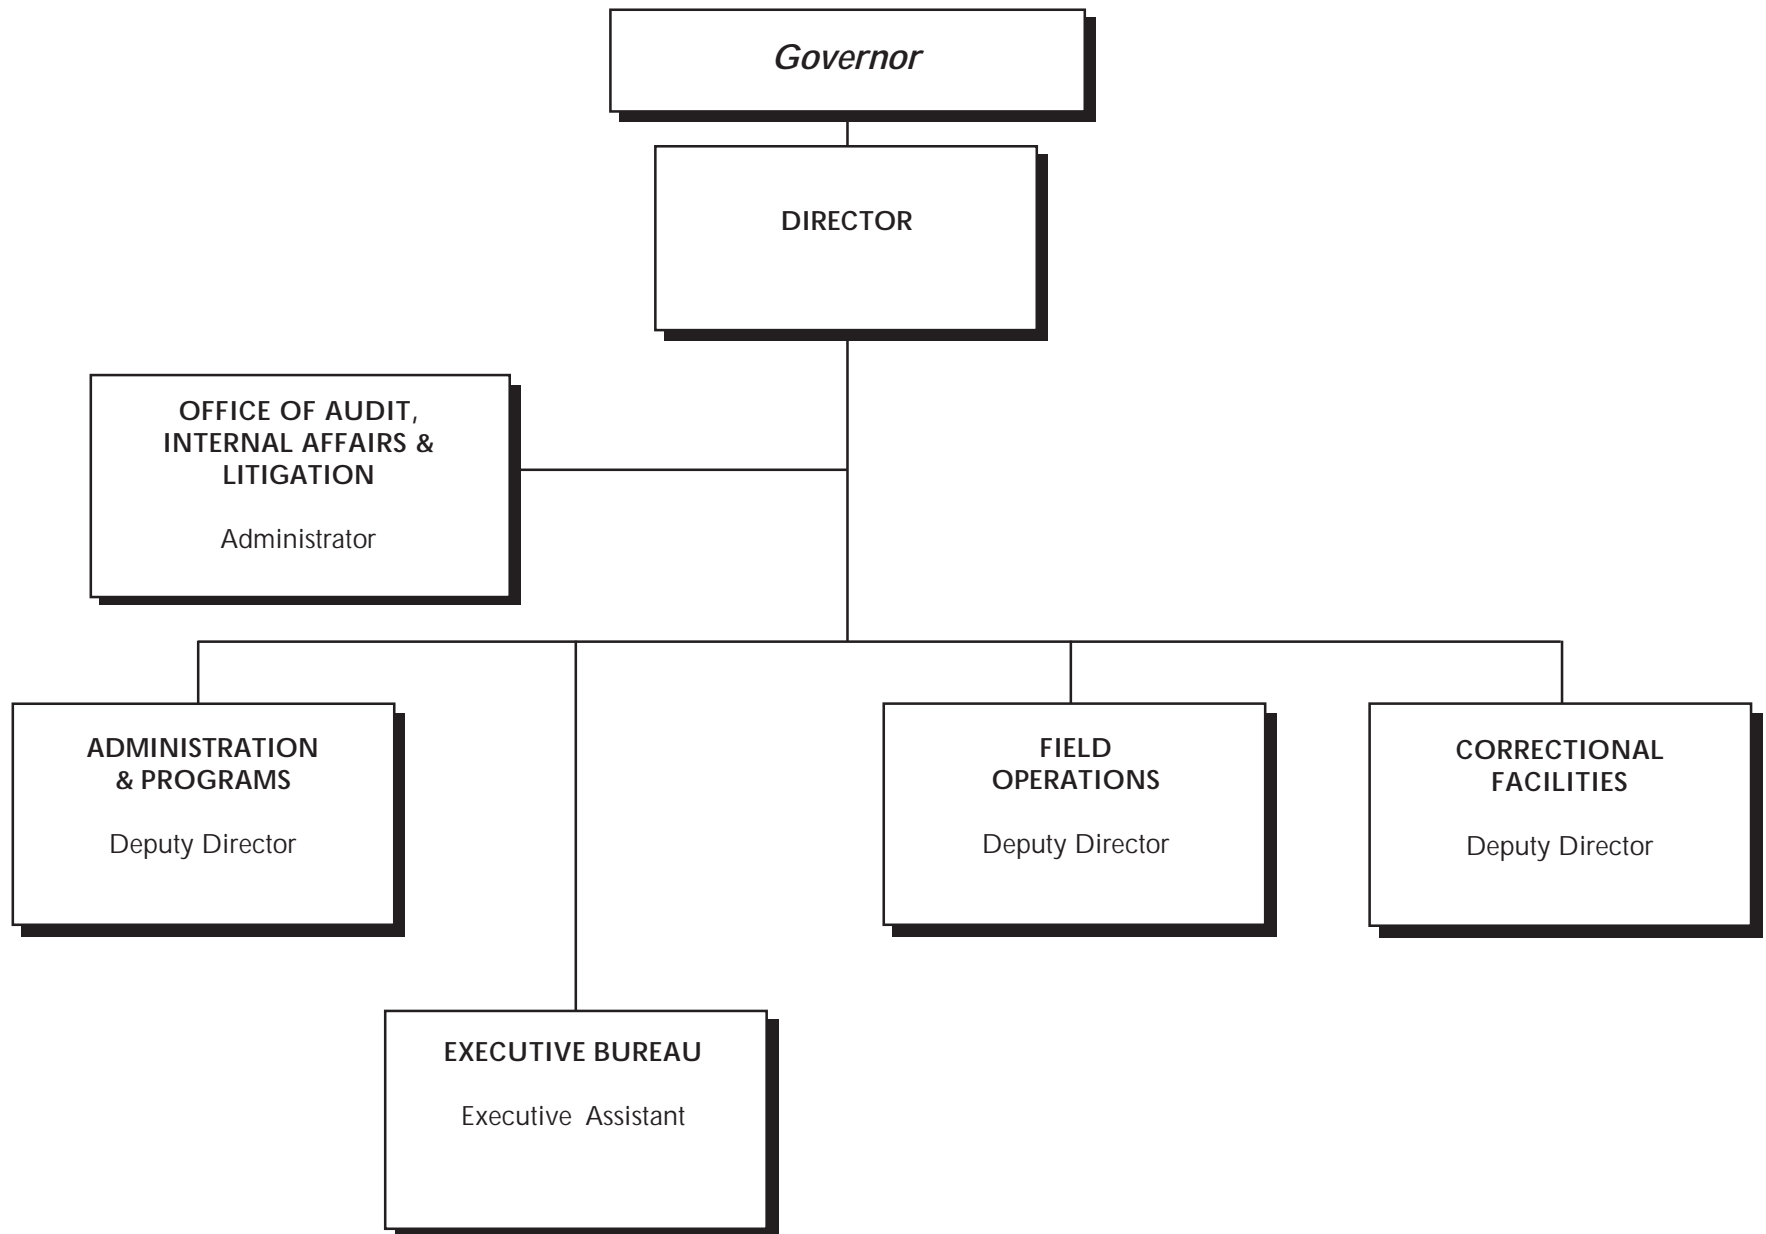 Governor
DIRECTOR
OFFICE OF AUDIT,
INTERNAL AFFAIRS &
LITIGATION
Administrator
ADMINISTRATION
& PROGRAMS
Deputy Director
FIELD
OPERATIONS
Deputy Director
CORRECTIONAL
FACILITIES
Deputy Director
EXECUTIVE BUREAU
Executive Assistant